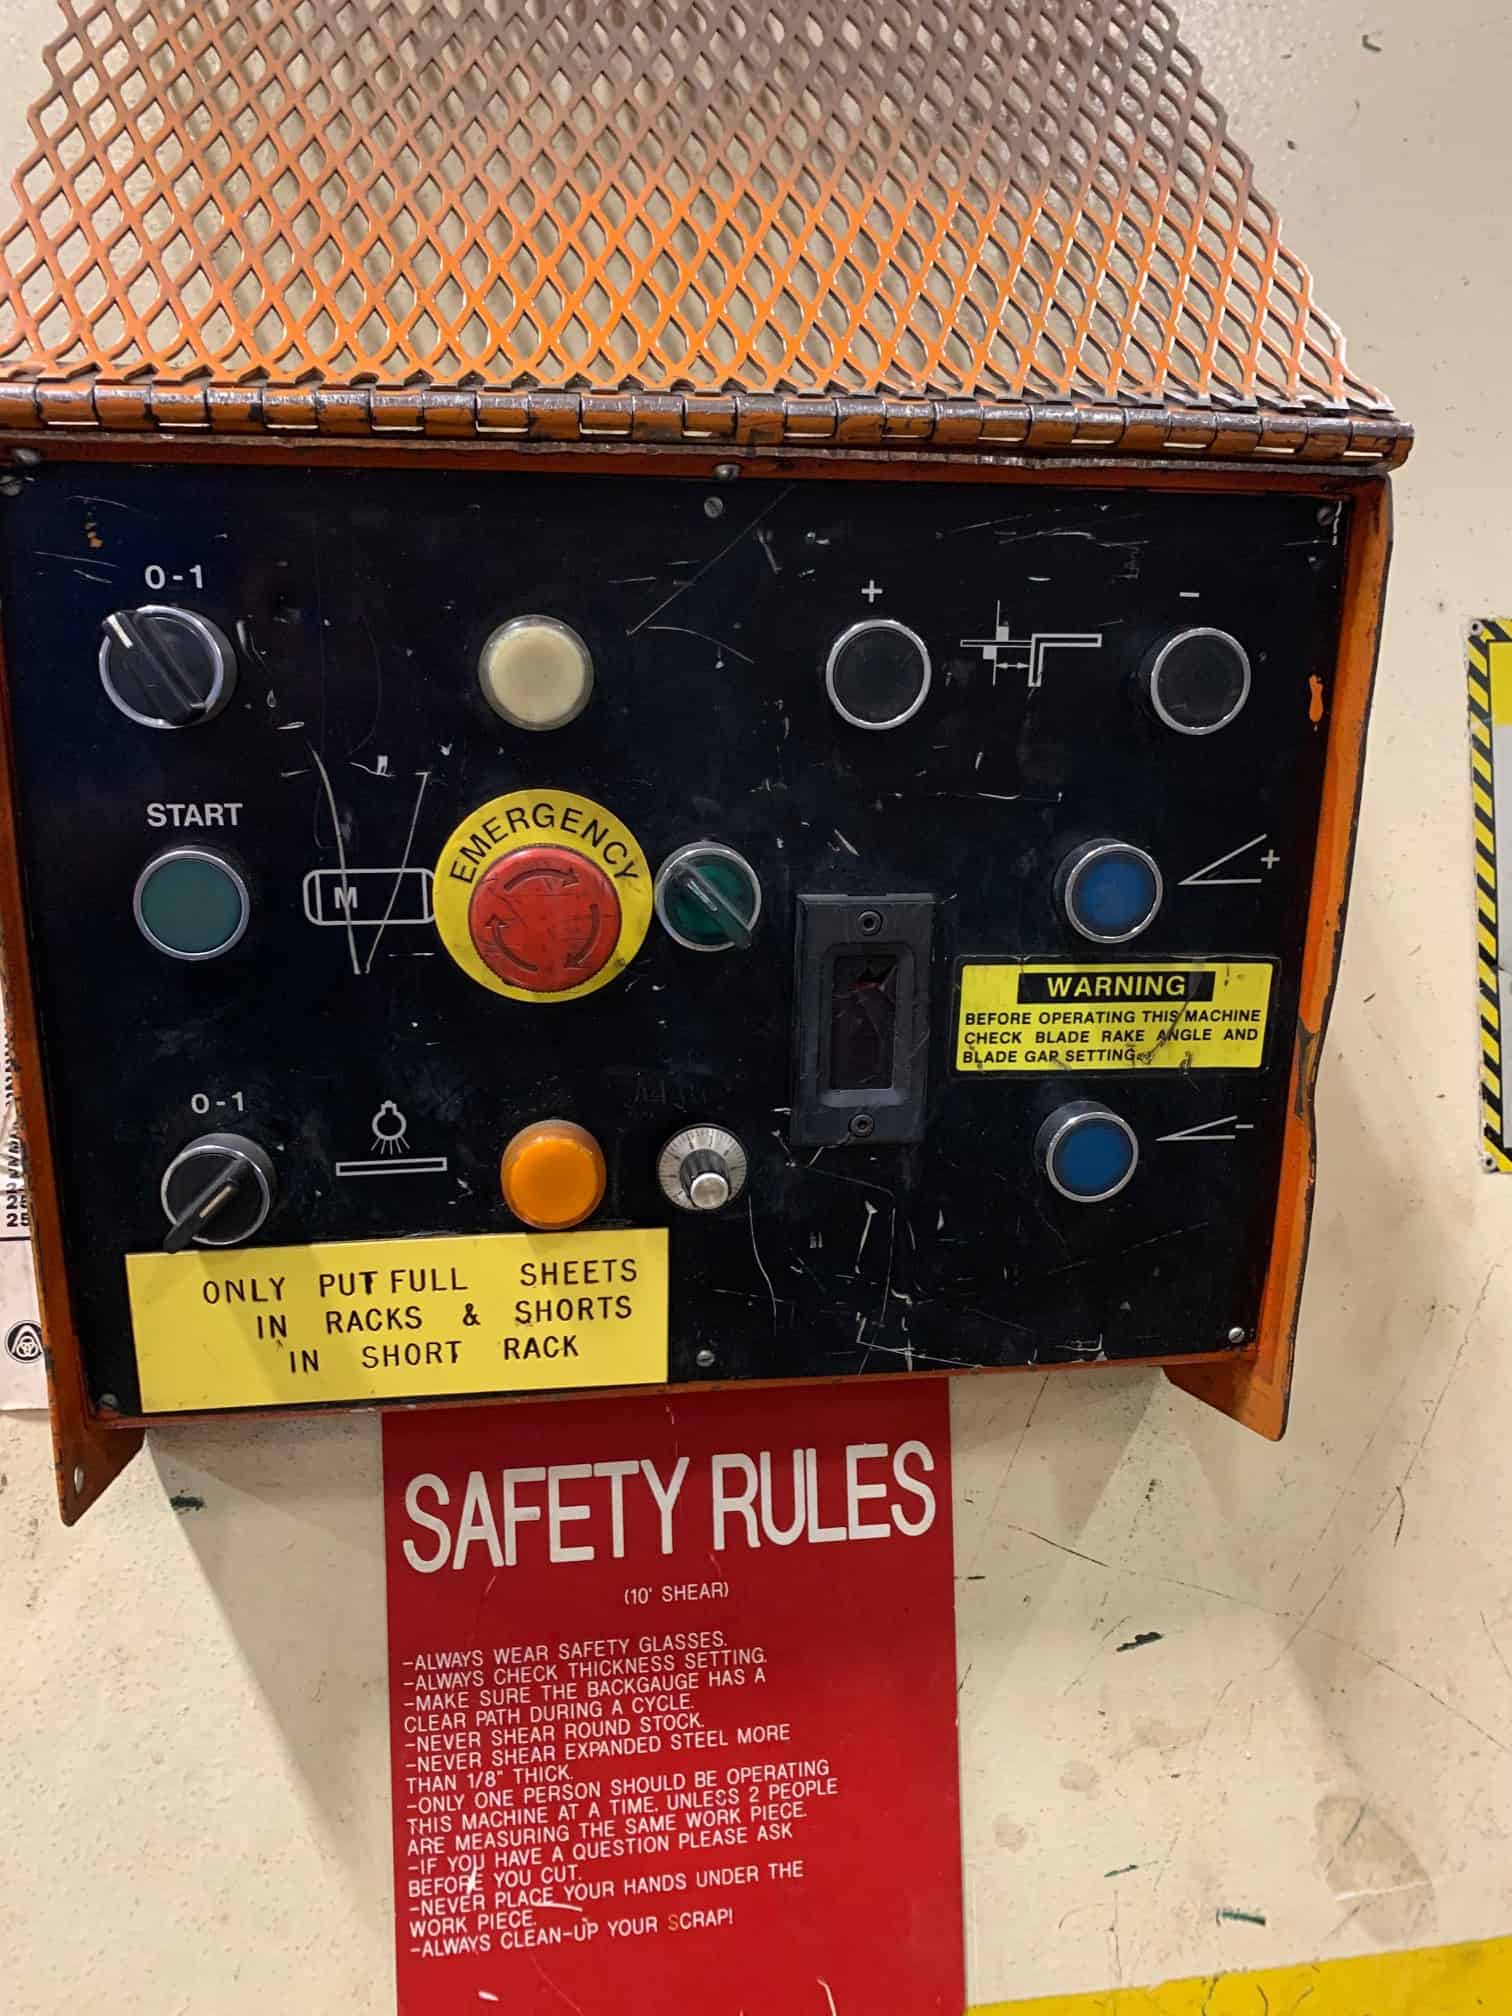 0-1
+
-
START
M
EMERGENCY
+
WARNING
BEFORE OPERATING THIS MACHINE
CHECK BLADE RAKE ANGLE AND
BLADE GAP SETTING.
0-1
-
ONLY PUT FULL SHEETS
IN RACKS & SHORTS
IN SHORT RACK
SAFETY RULES
(10' SHEAR)
-ALWAYS WEAR SAFETY GLASSES.
-ALWAYS CHECK THICKNESS SETTING.
-MAKE SURE THE BACKGAUGE HAS A
CLEAR PATH DURING A CYCLE.
-NEVER SHEAR ROUND STOCK.
-NEVER SHEAR EXPANDED STEEL MORE
THAN 1/8" THICK.
-ONLY ONE PERSON SHOULD BE OPERATING
THIS MACHINE AT A TIME. UNLESS 2 PEOPLE
ARE MEASURING THE SAME WORK PIECE.
-IF YOU HAVE A QUESTION PLEASE ASK
BEFORE YOU CUT.
-NEVER PLACE YOUR HANDS UNDER THE
WORK PIECE.
-ALWAYS CLEAN-UP YOUR SCRAP!